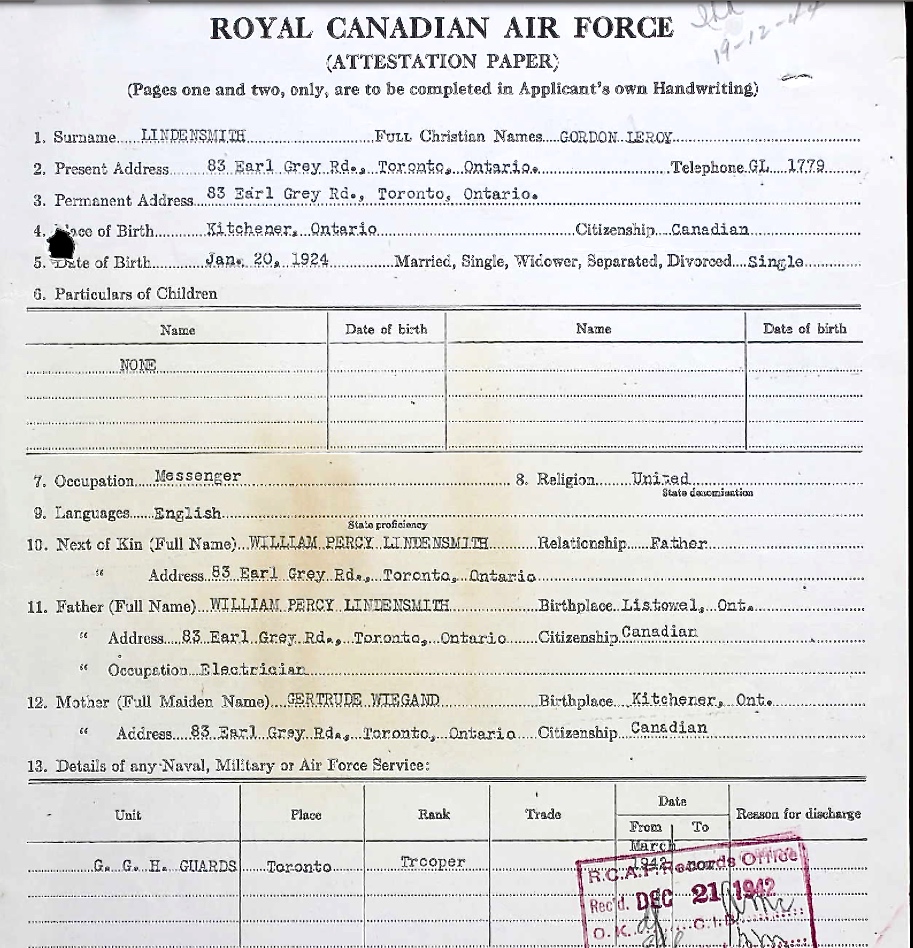 19-12-44
ROYAL CANADIAN AIR FORCE
(ATTESTATION PAPER)
(Pages one and two, only, are to be completed in Applicant's own Handwriting)
1. Surname LINDENSMITH FULL Christian Names GORDON LEROY
2. Present Address 83 Earl Grey Rd., Toronto, Ontario. Telephone GL 1779
3. Permanent Address 83 Earl Grey Rd., Toronto, Ontario.
4. Place of Birth Kitchener, Ontario Citizenship Canadian
5. Date of Birth Jan. 20, 1924 Married, Single, Widower, Separated, Divorced Single
6. Particulars of Children
Name Date of birth Name Date of birth
NONE
7. Occupation Messenger 8. Religion United
State denomination
9. Languages English
State proficiency
10. Next of Kin (Full Name) WILLIAM PERCY LINDENSMITH Relationship Father
" Address 83 Earl Grey Rd., Toronto, Ontario
11. Father (Full Name) WILLIAM PERCY LINDENSMITH Birthplace Listowel, Ont.
" Address 83 Earl Grey Rd., Toronto, Ontario Citizenship Canadian
" Occupation Electrician
12. Mother (Full Maiden Name) GERTRUDE WIEGAND Birthplace Kitchener, Ont.
" Address 83 Earl Grey Rd., Toronto, Ontario Citizenship Canadian
13. Details of any Naval, Military or Air Force Service:
Unit Place Rank Trade Date Reason for discharge
From To
March
G. G. H. GUARDS Toronto Trooper 1942 now
R.C.A.F. Records Office
Rec'd. DEC 21 1942
O.K. C.I.D.